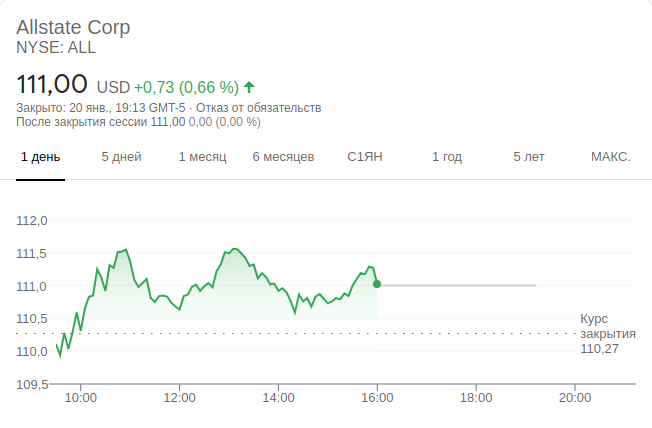 Allstate Corp
NYSE: ALL
111,00 USD +0,73 (0,66 %)
Закрыто: 20 янв., 19:13 GMT-5 · Отказ от обязательств
После закрытия сессии 111,00 0,00 (0,00 %)
1 день 5 дней 1 месяц 6 месяцев С1ЯН 1 год 5 лет МАКС.
112,0
111,5
111,0
110,5
110,0
109,5
Курс
закрытия
110,27
10:00 12:00 14:00 16:00 18:00 20:00